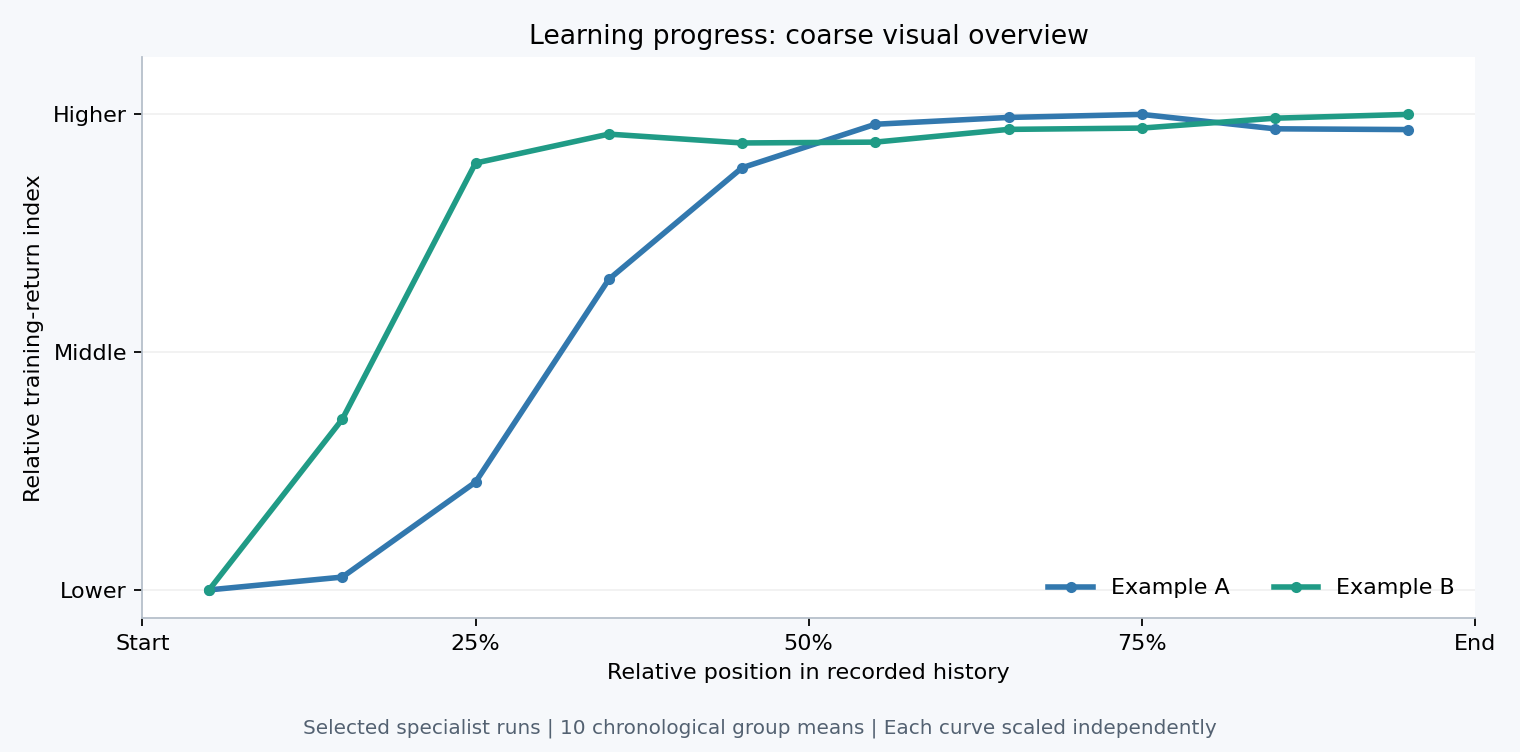 Learning progress: coarse visual overview
Relative training-return index
Higher
Middle
Lower
Example A
Example B
Start
25%
50%
75%
End
Relative position in recorded history
Selected specialist runs | 10 chronological group means | Each curve scaled independently